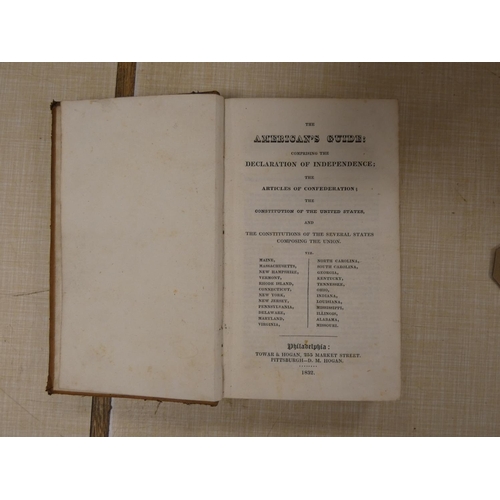 THE
AMERICAN'S GUIDE:
COMPRISING THE
DECLARATION OF INDEPENDENCE;
THE
ARTICLES OF CONFEDERATION;
THE
CONSTITUTION OF THE UNITED STATES,
AND
THE CONSTITUTIONS OF THE SEVERAL STATES
COMPOSING THE UNION.
VIZ
MAINE,
MASSACHUSETTS,
NEW HAMPSHIRE,
VERMONT,
RHODE ISLAND,
CONNECTICUT,
NEW YORK,
NEW JERSEY,
PENNSYLVANIA,
DELAWARE,
MARYLAND,
VIRGINIA,
NORTH CAROLINA,
SOUTH CAROLINA,
GEORGIA,
KENTUCKY,
TENNESSEE,
OHIO,
INDIANA,
LOUISIANA,
MISSISSIPPI,
ILLINOIS,
ALABAMA,
MISSOURI.
Philadelphia:
TOWAR & HOGAN, 255 MARKET STREET.
PITTSBURGH—D. M. HOGAN.